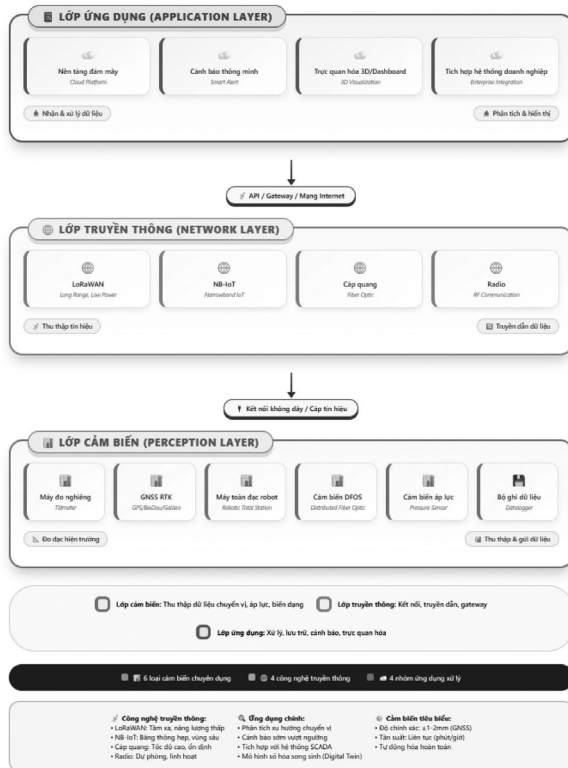 LỚP ỨNG DỤNG (APPLICATION LAYER)
Nền tảng đám mây
Cloud Platform
Cảnh báo thông minh
Smart Alert
Trực quan hóa 3D/Dashboard
3D Visualization
Tích hợp hệ thống doanh nghiệp
Enterprise Integration
Nhận & xử lý dữ liệu
Phân tích & hiển thị
API / Gateway / Mạng Internet
LỚP TRUYỀN THÔNG (NETWORK LAYER)
LoRaWAN
Long Range, Low Power
NB-IoT
Narrowband IoT
Cáp quang
Fiber Optic
Radio
RF Communication
Thu thập tín hiệu
Truyền dẫn dữ liệu
Kết nối không dây / Cáp tín hiệu
LỚP CẢM BIẾN (PERCEPTION LAYER)
Máy đo nghiêng
Tiltmeter
GNSS RTK
GPS/BeiDou/Galileo
Máy toàn đạc robot
Robotic Total Station
Cảm biến DFOS
Distributed Fiber Optic
Cảm biến áp lực
Pressure Sensor
Bộ ghi dữ liệu
Datalogger
Đo đạc hiện trường
Thu thập & gửi dữ liệu
Lớp cảm biến: Thu thập dữ liệu chuyển vị, áp lực, biến dạng
Lớp truyền thông: Kết nối, truyền dẫn, gateway
Lớp ứng dụng: Xử lý, lưu trữ, cảnh báo, trực quan hóa
6 loại cảm biến chuyên dụng
4 công nghệ truyền thông
4 nhóm ứng dụng xử lý
Công nghệ truyền thông:
• LoRaWAN: Tầm xa, năng lượng thấp
• NB-IoT: Băng thông hẹp, vùng sâu
• Cáp quang: Tốc độ cao, ổn định
• Radio: Dự phòng, linh hoạt
Ứng dụng chính:
• Phân tích xu hướng chuyển vị
• Cảnh báo sớm vượt ngưỡng
• Tích hợp với hệ thống SCADA
• Mô hình số hóa song sinh (Digital Twin)
Cảm biến tiêu biểu:
• Độ chính xác: ±1-2mm (GNSS)
• Tần suất: Liên tục (phút/giờ)
• Tự động hóa hoàn toàn